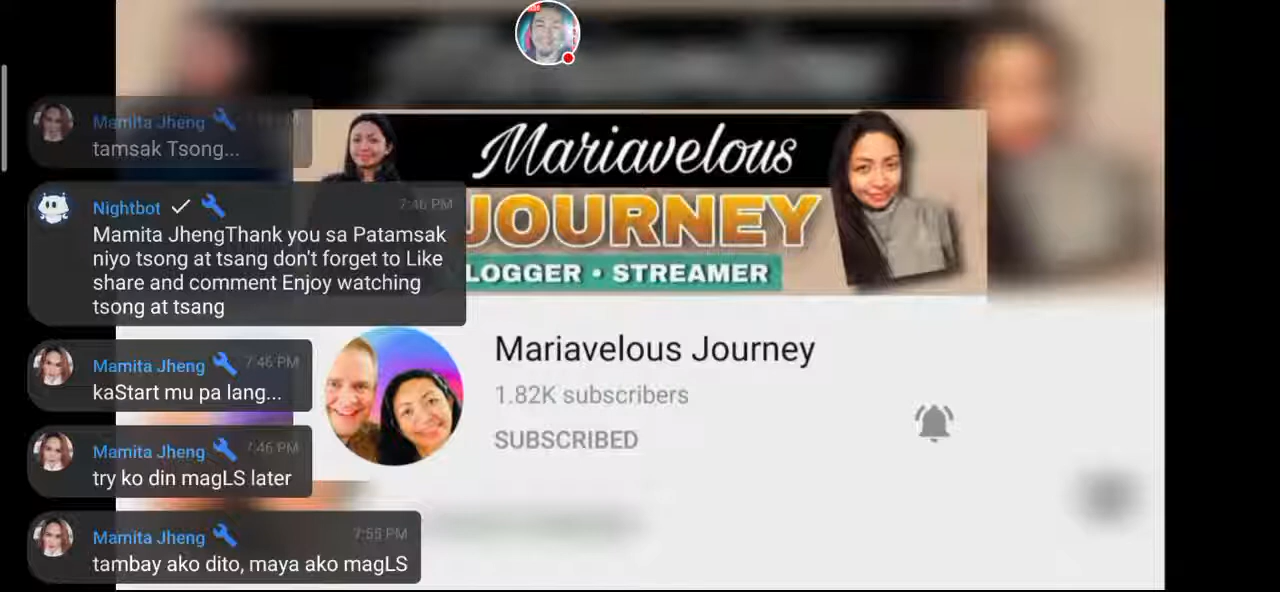 Mamita Jheng
tamsak Tsong...
Nightbot 7:46 PM
Mamita JhengThank you sa Patamsak
niyo tsong at tsang don't forget to Like
share and comment Enjoy watching
tsong at tsang
Mamita Jheng 7:46 PM
kaStart mu pa lang...
Mamita Jheng 7:46 PM
try ko din magLS later
Mamita Jheng 7:55 PM
tambay ako dito, maya ako magLS
Mariavelous
JOURNEY
LOGGER • STREAMER
Mariavelous Journey
1.82K subscribers
SUBSCRIBED